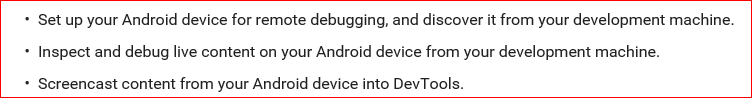 • Set up your Android device for remote debugging, and discover it from your development machine.
• Inspect and debug live content on your Android device from your development machine.
• Screencast content from your Android device into DevTools.